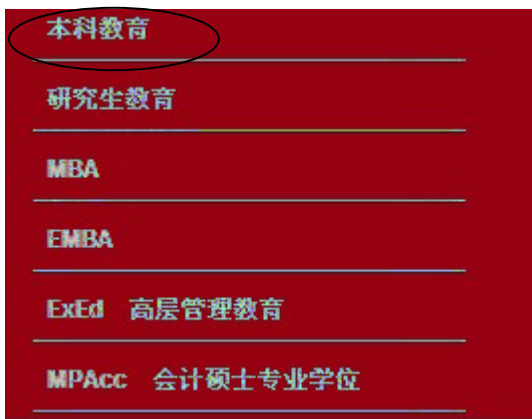 本科教育
研究生教育
MBA
EMBA
ExEd 高层管理教育
MPAcc 会计硕士专业学位